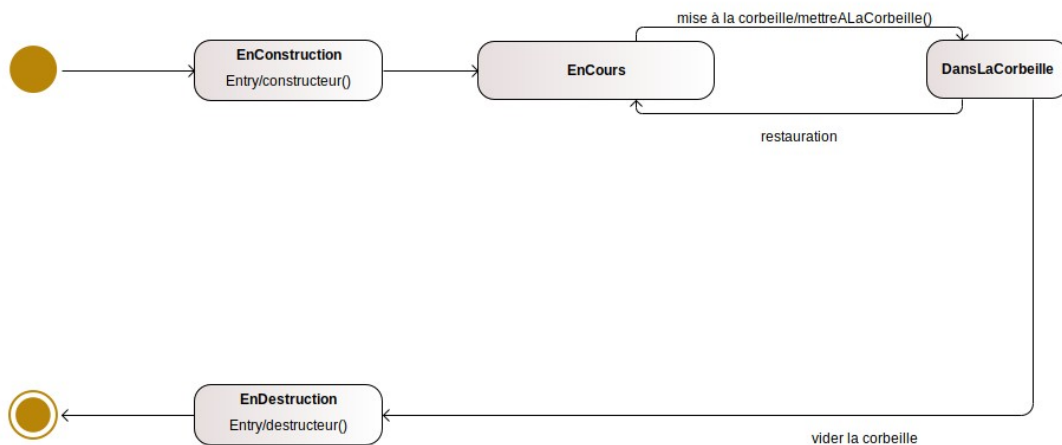 mise à la corbeille/mettreALaCorbeille()
EnConstruction
Entry/constructeur()
EnCours
DansLaCorbeille
restauration
EnDestruction
Entry/destructeur()
vider la corbeille